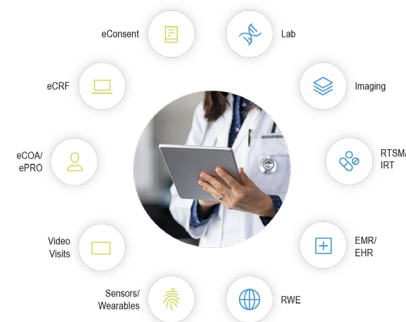 eConsent
Lab
eCRF
Imaging
eCOA/
ePRO
RTSM/
IRT
Video
Visits
EMR/
EHR
Sensors/
Wearables
RWE